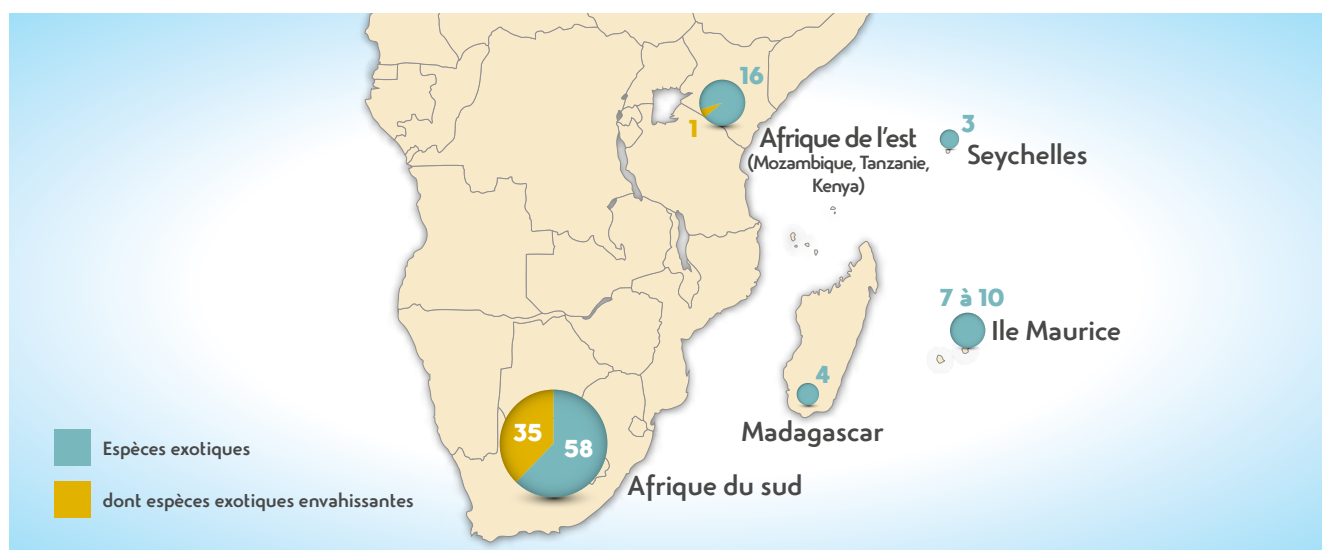 16
1
Afrique de l'est
(Mozambique, Tanzanie,
Kenya)
3
Seychelles
7 à 10
Ile Maurice
4
Madagascar
35
58
Afrique du sud
Espèces exotiques
dont espèces exotiques envahissantes